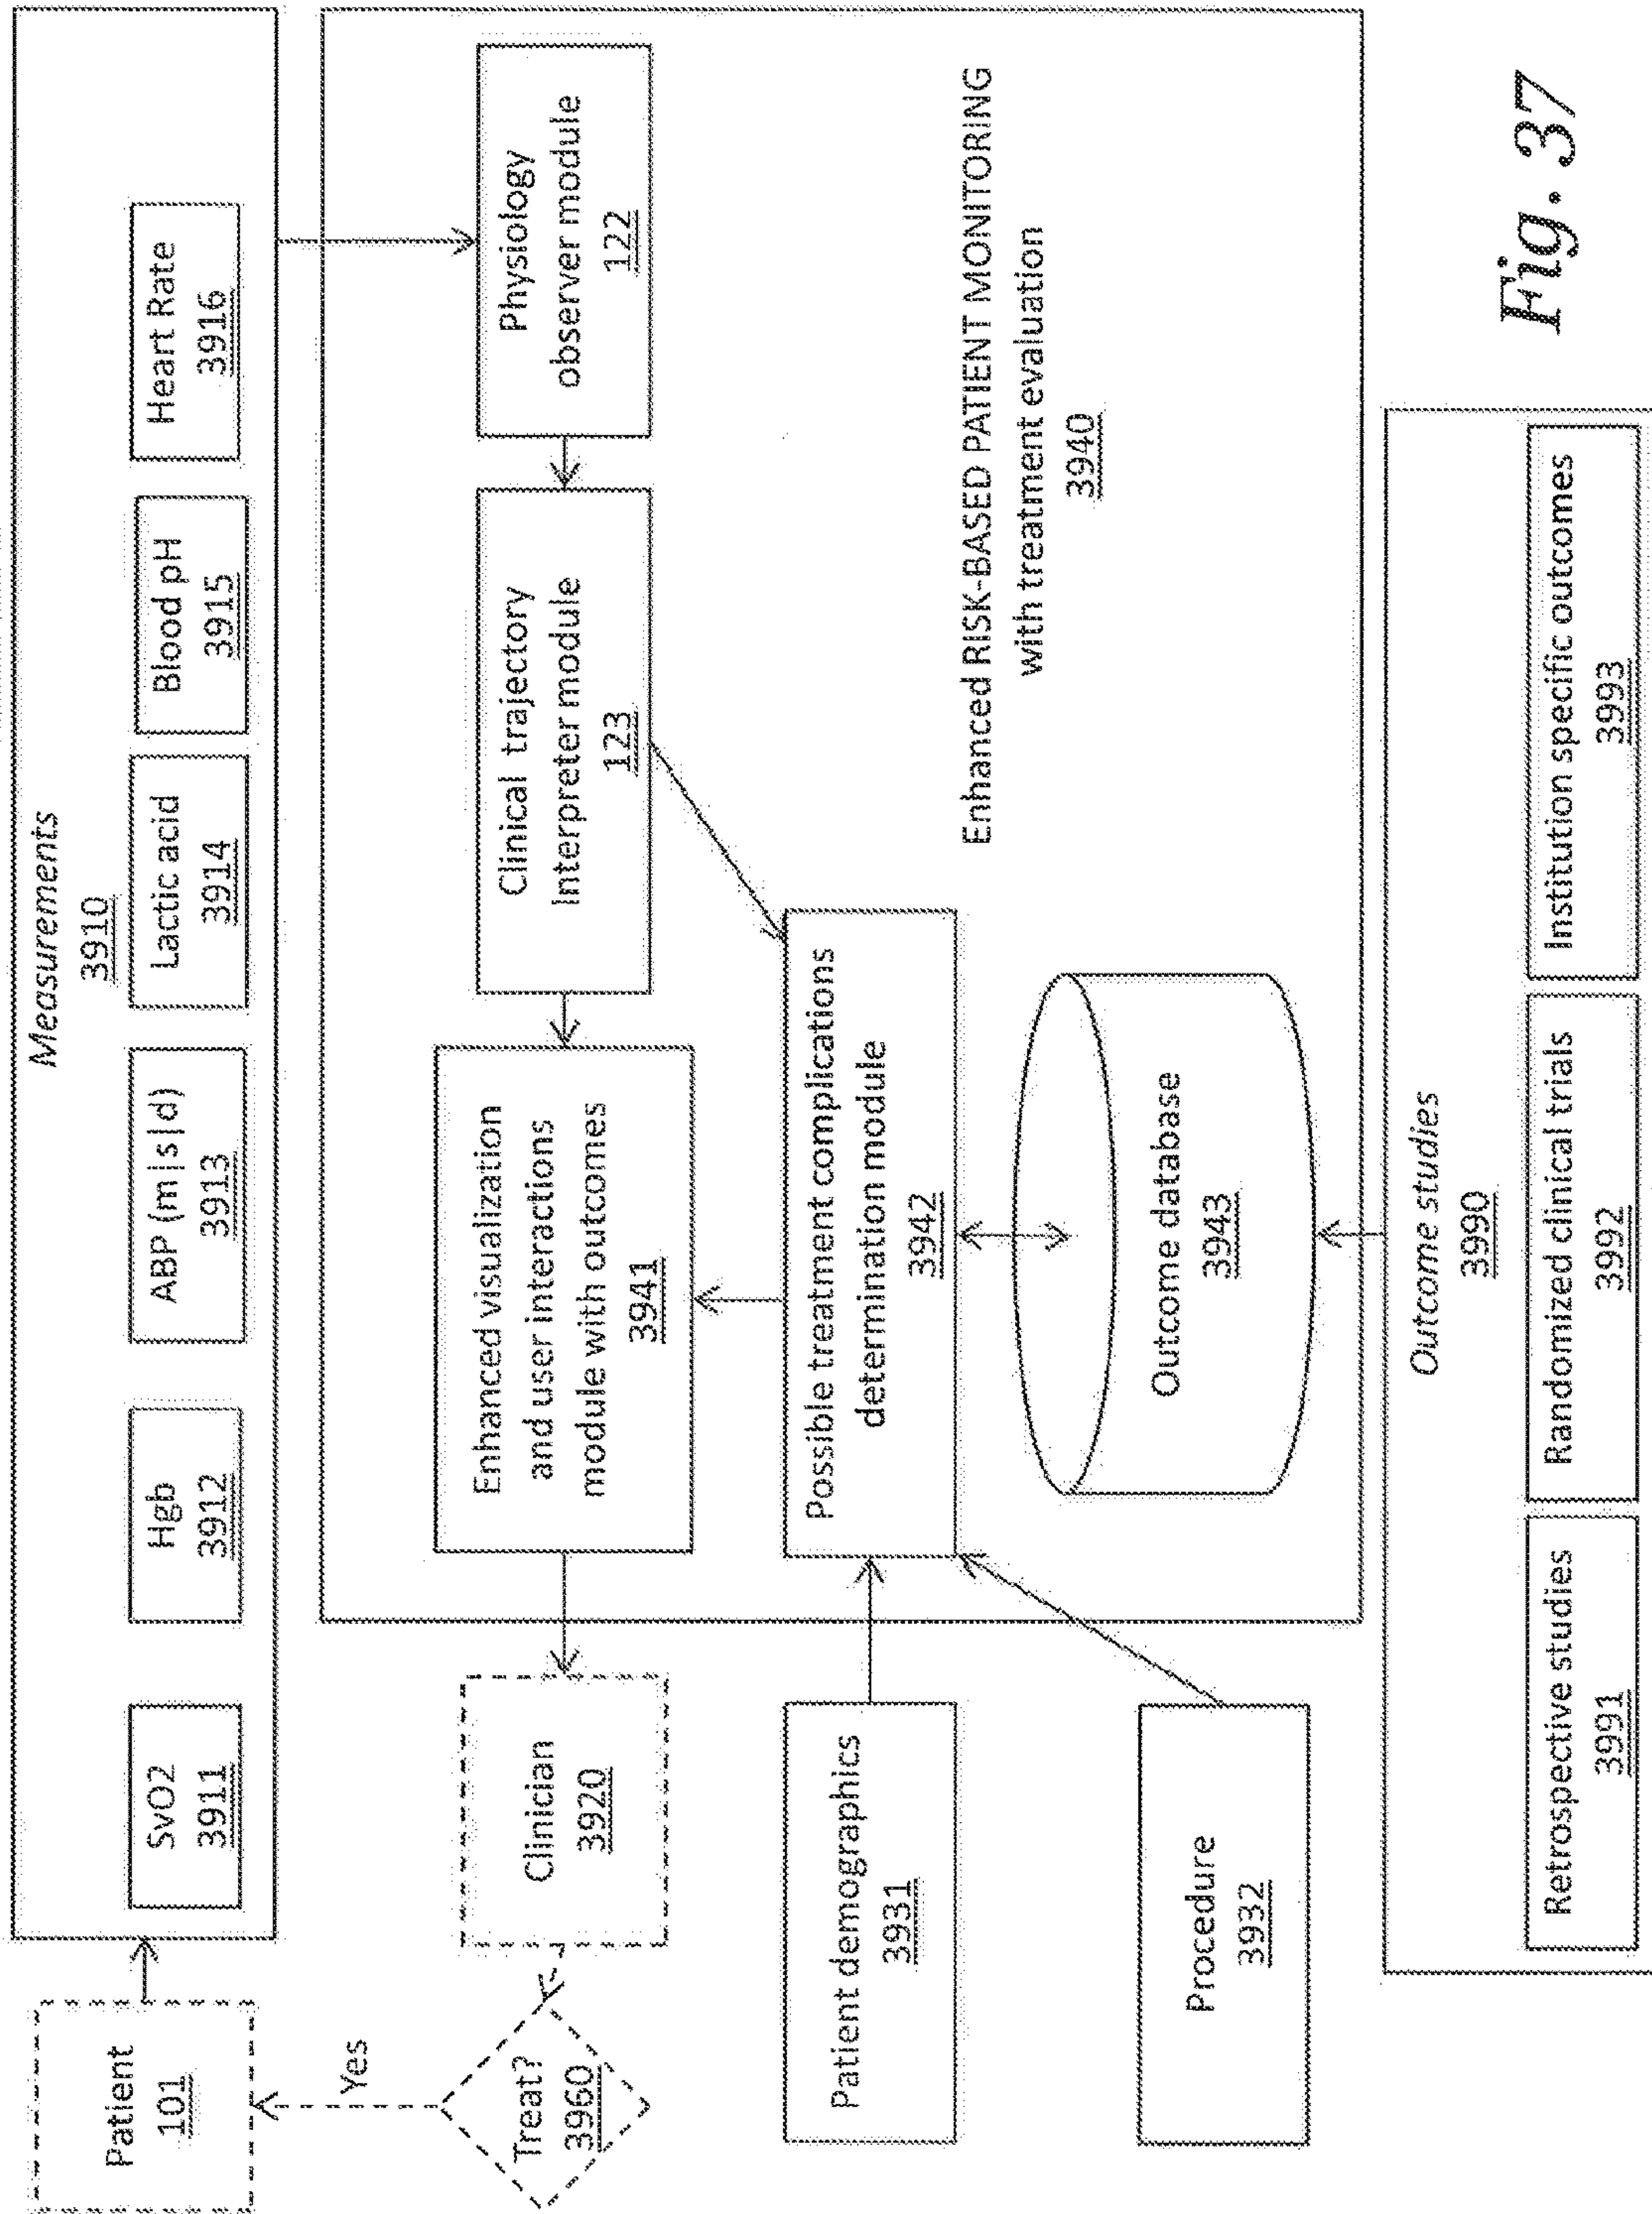 Patient
101
Measurements
3910
SvO2
3911
Hgb
3912
ABP (m|s|d)
3913
Lactic acid
3914
Blood pH
3915
Heart Rate
3916
Yes
Treat?
3960
Clinician
3920
Enhanced visualization
and user interactions
module with outcomes
3941
Clinical trajectory
Interpreter module
123
Physiology
observer module
122
Patient demographics
3931
Possible treatment complications
determination module
3942
Enhanced RISK-BASED PATIENT MONITORING
with treatment evaluation
3940
Procedure
3932
Outcome database
3943
Outcome studies
3990
Retrospective studies
3991
Randomized clinical trials
3992
Institution specific outcomes
3993
Fig. 37